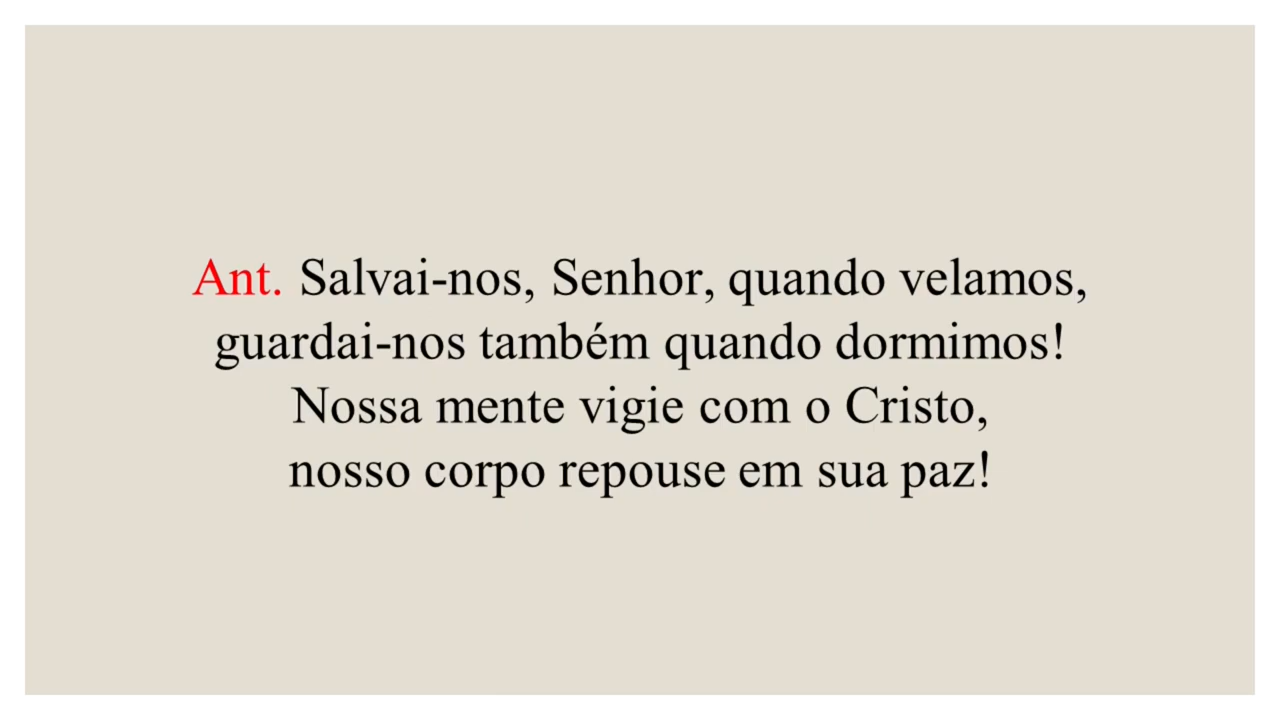 Ant. Salvai-nos, Senhor, quando velamos,
guardai-nos também quando dormimos!
Nossa mente vigie com o Cristo,
nosso corpo repouse em sua paz!